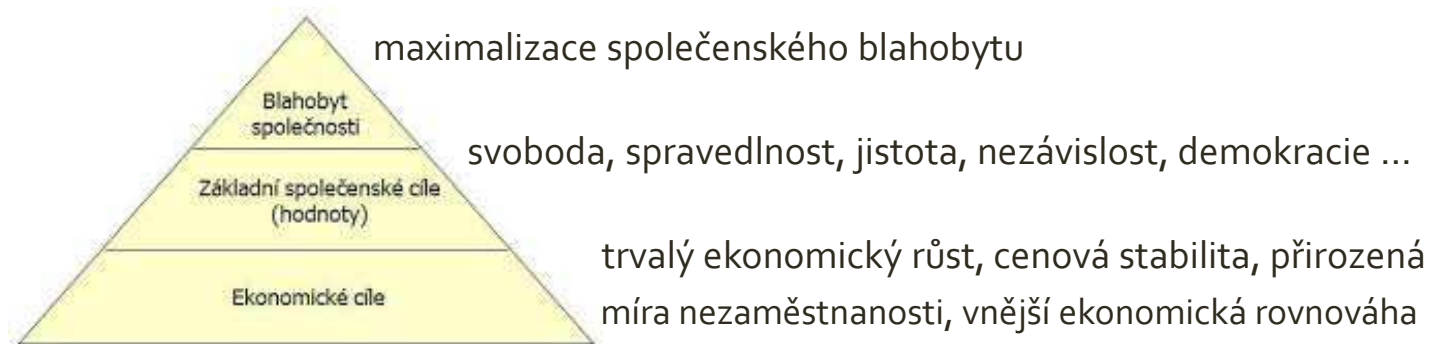 maximalizace společenského blahobytu
Blahobyt
společnosti
svoboda, spravedlnost, jistota, nezávislost, demokracie ...
Základní společenské cíle
(hodnoty)
trvalý ekonomický růst, cenová stabilita, přirozená
míra nezaměstnanosti, vnější ekonomická rovnováha
Ekonomické cíle